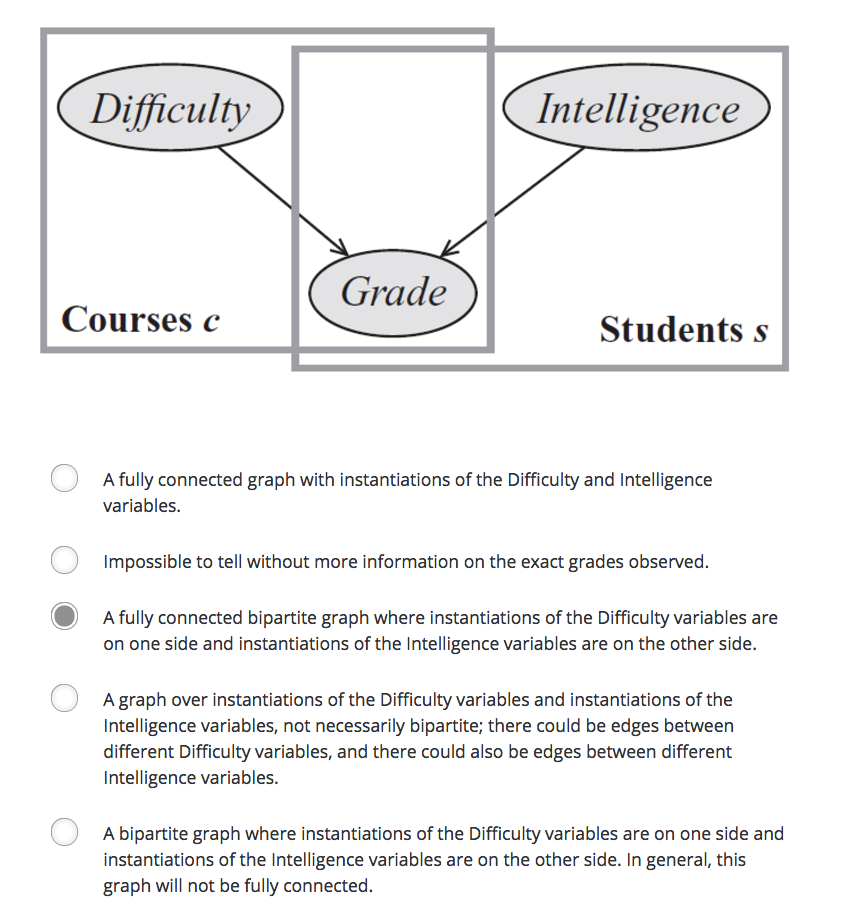 Difficulty
Intelligence
Grade
Courses c
Students s
A fully connected graph with instantiations of the Difficulty and Intelligence
variables.
Impossible to tell without more information on the exact grades observed.
A fully connected bipartite graph where instantiations of the Difficulty variables are
on one side and instantiations of the Intelligence variables are on the other side.
A graph over instantiations of the Difficulty variables and instantiations of the
Intelligence variables, not necessarily bipartite; there could be edges between
different Difficulty variables, and there could also be edges between different
Intelligence variables.
A bipartite graph where instantiations of the Difficulty variables are on one side and
instantiations of the Intelligence variables are on the other side. In general, this
graph will not be fully connected.